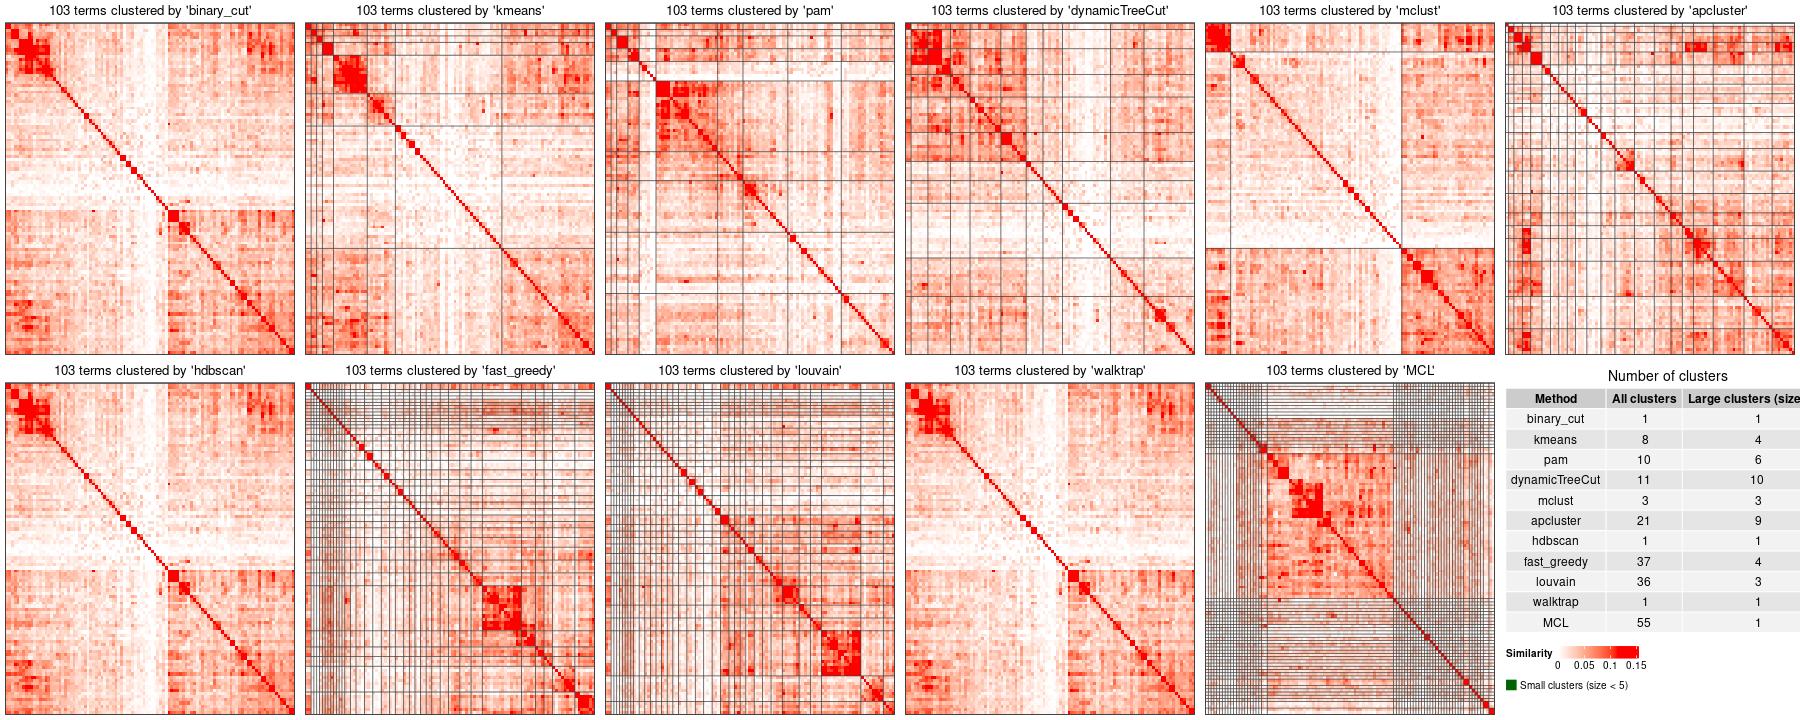 103 terms clustered by 'binary_cut'
103 terms clustered by 'kmeans'
103 terms clustered by 'pam'
103 terms clustered by 'dynamicTreeCut'
103 terms clustered by 'mclust'
103 terms clustered by 'apcluster'
103 terms clustered by 'hdbscan'
103 terms clustered by 'fast_greedy'
103 terms clustered by 'louvain'
103 terms clustered by 'walktrap'
103 terms clustered by 'MCL'
Number of clusters
Method All clusters Large clusters (size
binary_cut 1 1
kmeans 8 4
pam 10 6
dynamicTreeCut 11 10
mclust 3 3
apcluster 21 9
hdbscan 1 1
fast_greedy 37 4
louvain 36 3
walktrap 1 1
MCL 55 1
Similarity
0 0.05 0.1 0.15
Small clusters (size < 5)